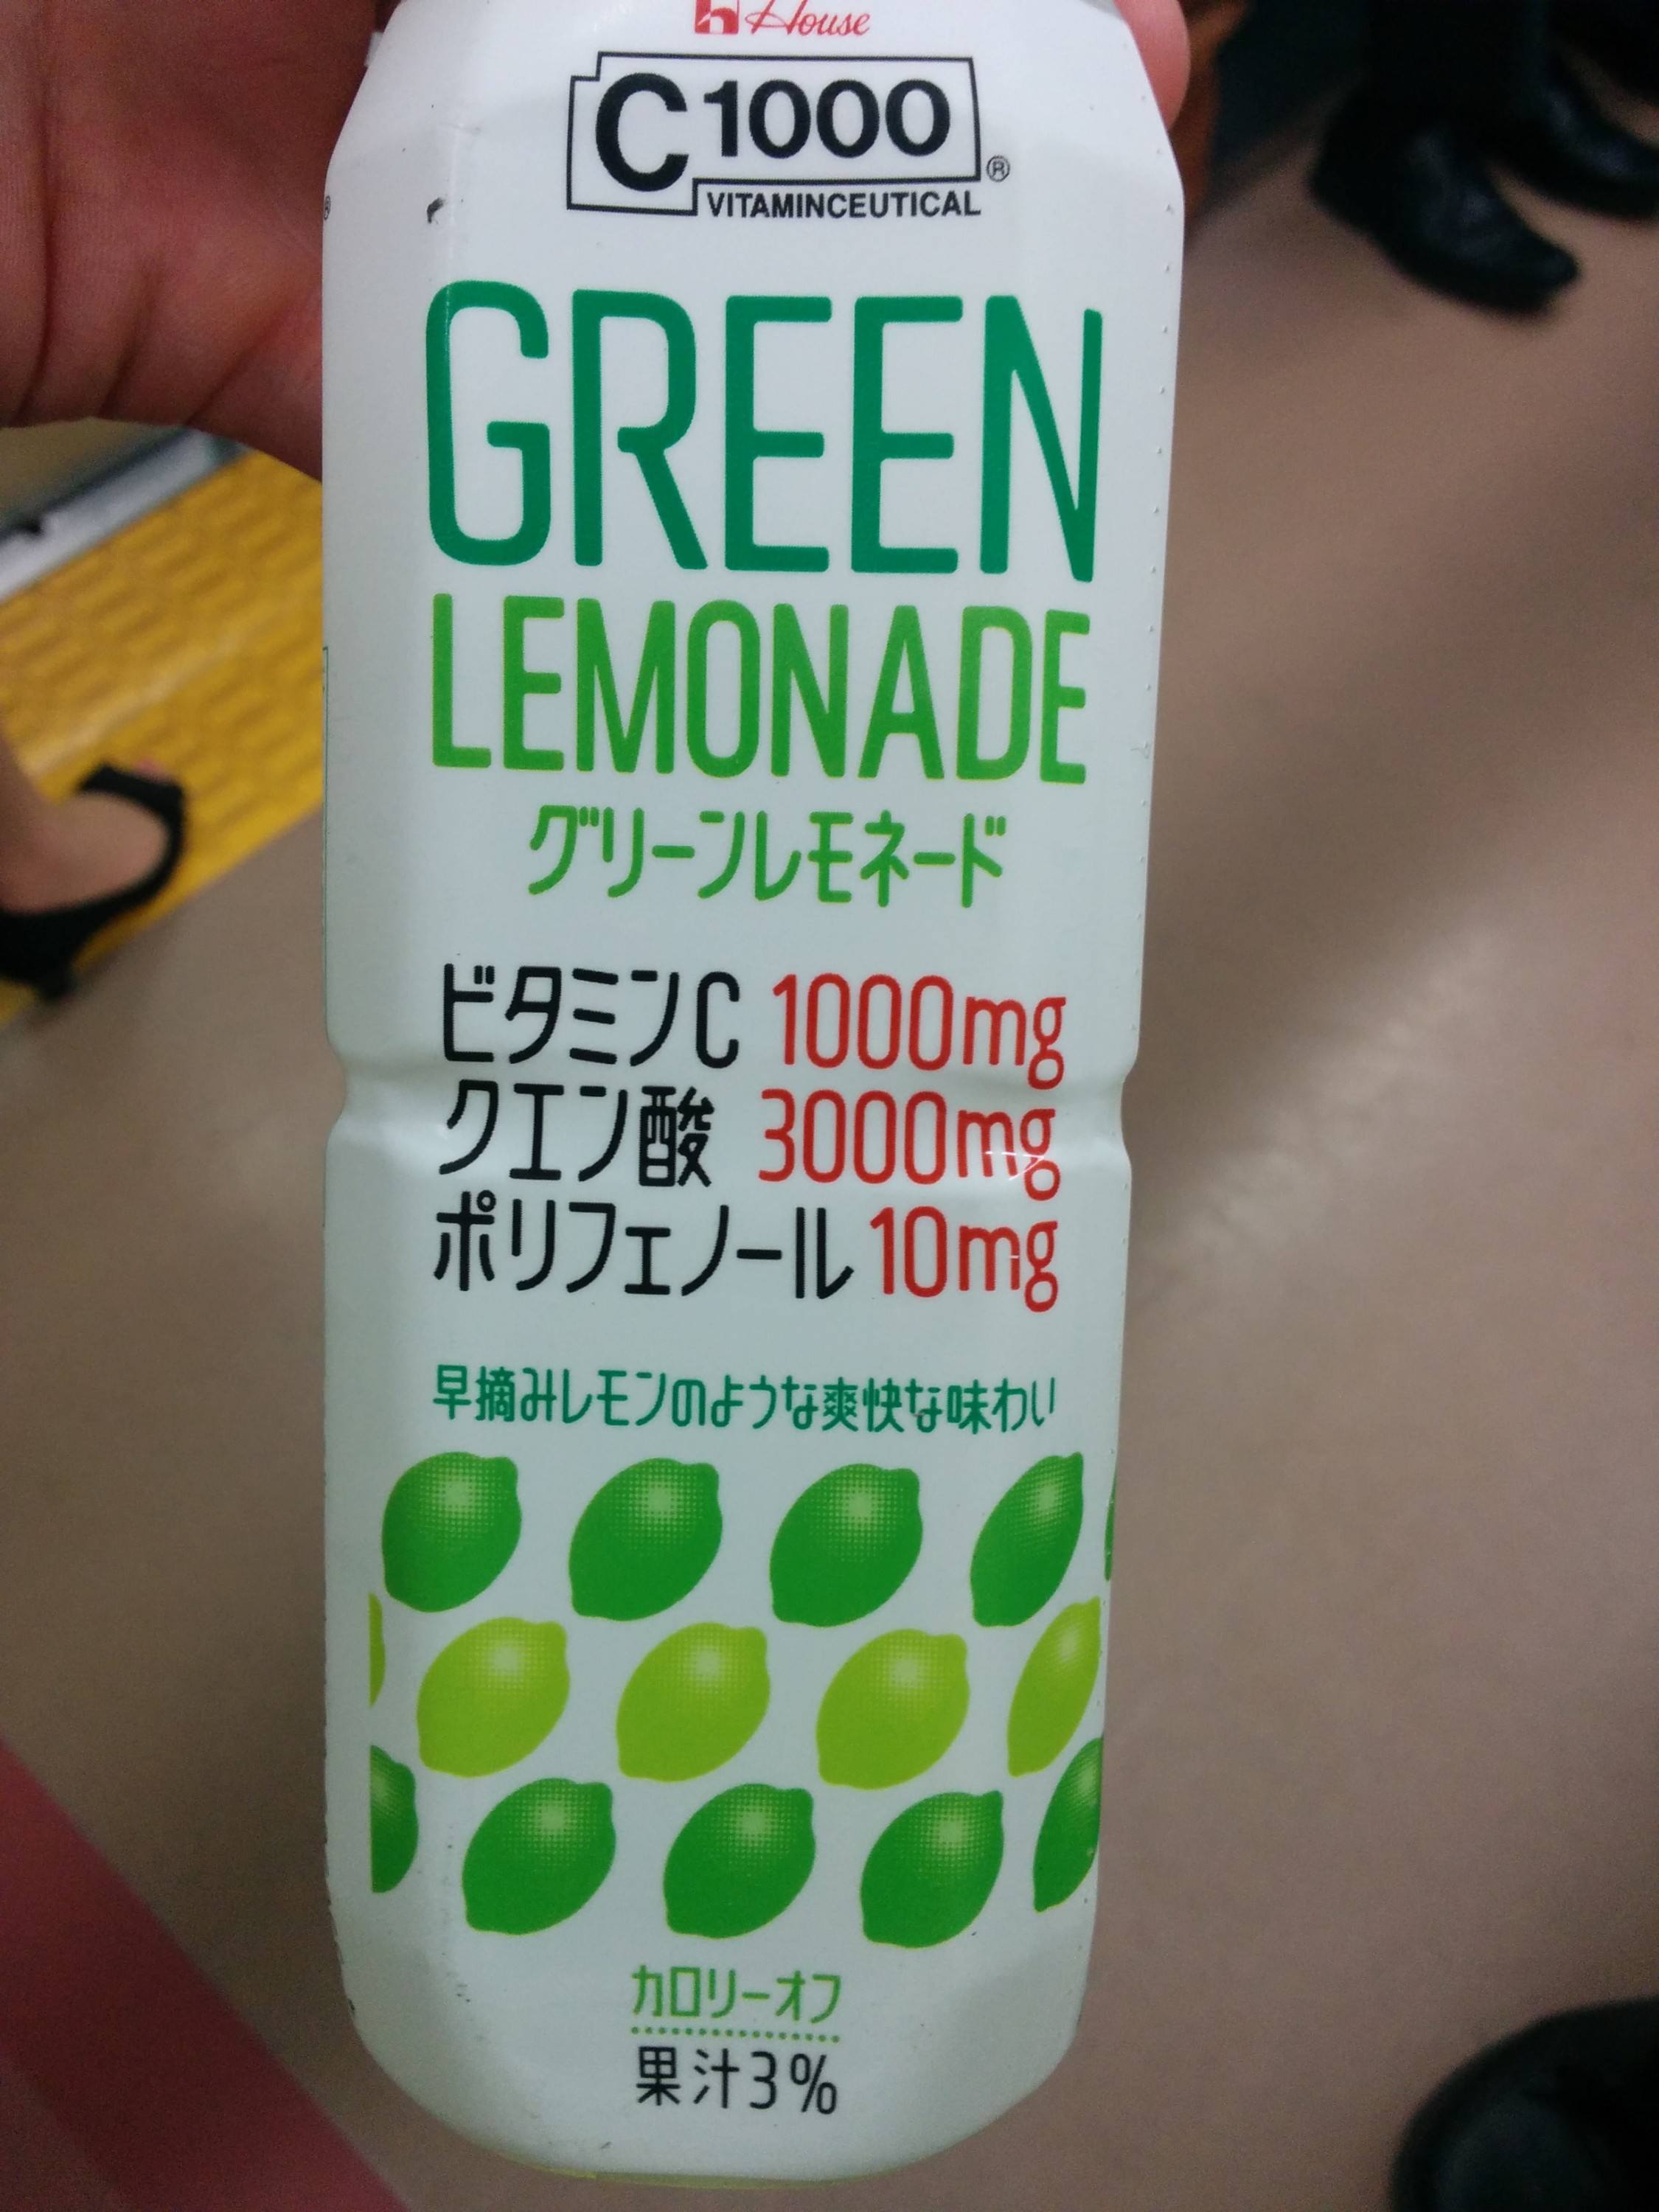 House
C1000
®
VITAMINCEUTICAL
GREEN
LEMONADE
グリーンレモネード
ビタミンC 1000mg
クエン酸 3000mg
ポリフェノール 10mg
早摘みレモンのような爽快な味わい
カロリーオフ
果汁3%